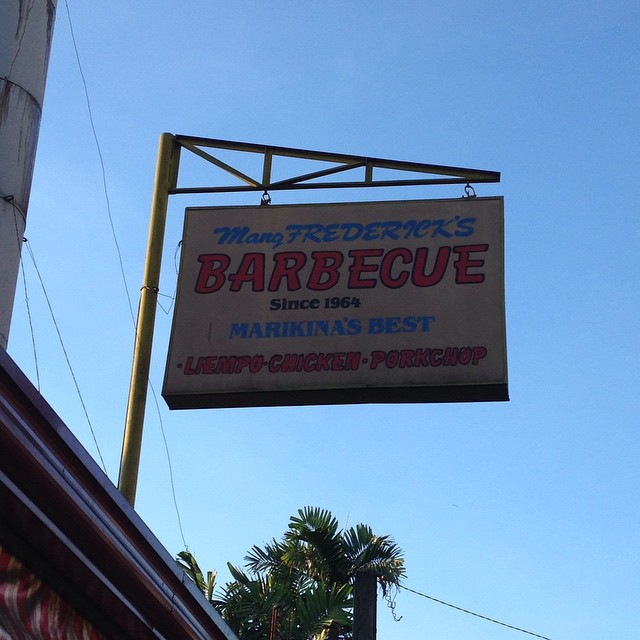 Mang FREDERICK'S
BARBECUE
Since 1964
MARIKINA'S BEST
·LIEMPO·CHICKEN·PORKCHOP